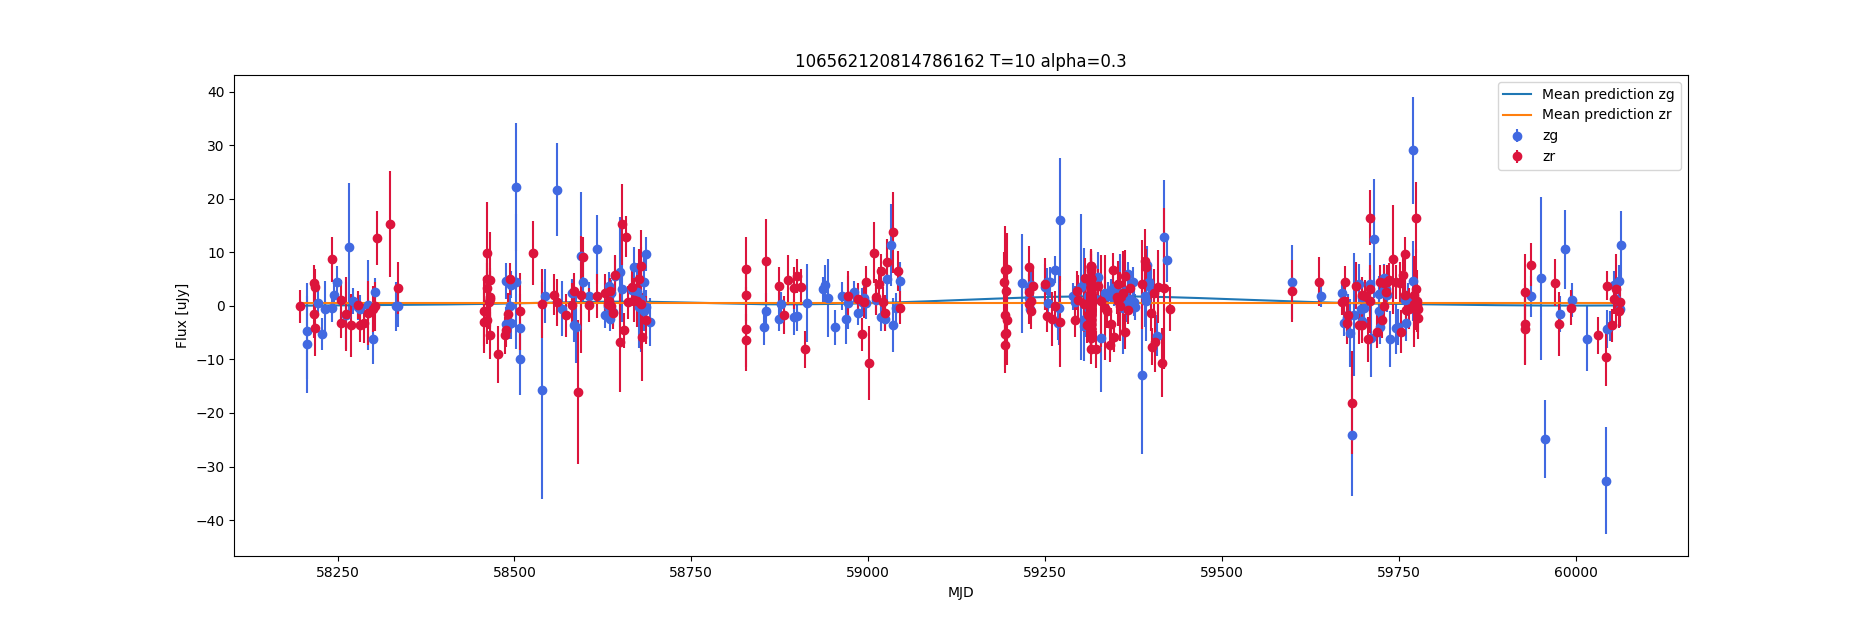 106562120814786162 T=10 alpha=0.3
Mean prediction zg
Mean prediction zr
zg
zr
Flux [uJy]
40
30
20
10
0
−10
−20
−30
−40
58250 58500 58750 59000 59250 59500 59750 60000
MJD